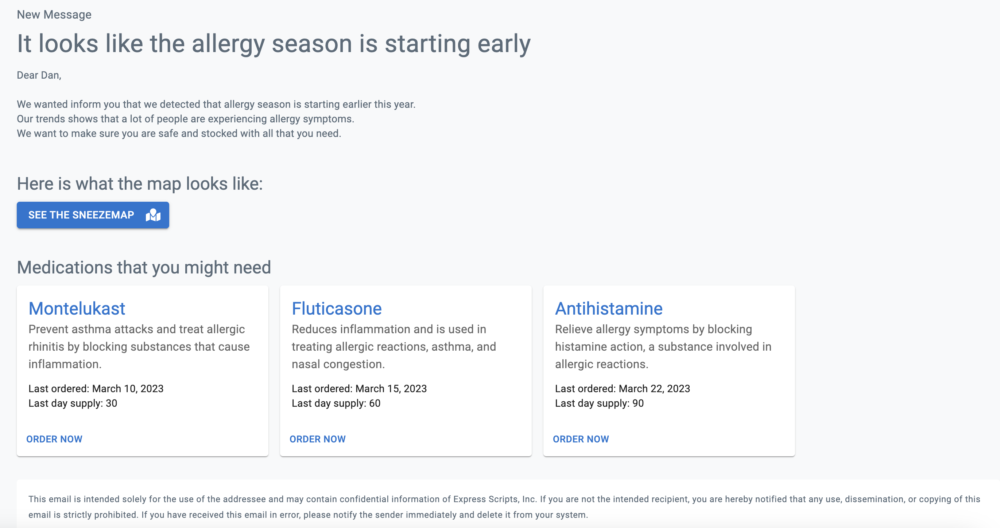 New Message
It looks like the allergy season is starting early
Dear Dan,
We wanted inform you that we detected that allergy season is starting earlier this year.
Our trends shows that a lot of people are experiencing allergy symptoms.
We want to make sure you are safe and stocked with all that you need.
Here is what the map looks like:
SEE THE SNEEZEMAP
Medications that you might need
Montelukast
Prevent asthma attacks and treat allergic
rhinitis by blocking substances that cause
inflammation.
Last ordered: March 10, 2023
Last day supply: 30
ORDER NOW
Fluticasone
Reduces inflammation and is used in
treating allergic reactions, asthma, and
nasal congestion.
Last ordered: March 15, 2023
Last day supply: 60
ORDER NOW
Antihistamine
Relieve allergy symptoms by blocking
histamine action, a substance involved in
allergic reactions.
Last ordered: March 22, 2023
Last day supply: 90
ORDER NOW
This email is intended solely for the use of the addressee and may contain confidential information of Express Scripts, Inc. If you are not the intended recipient, you are hereby notified that any use, dissemination, or copying of this
email is strictly prohibited. If you have received this email in error, please notify the sender immediately and delete it from your system.